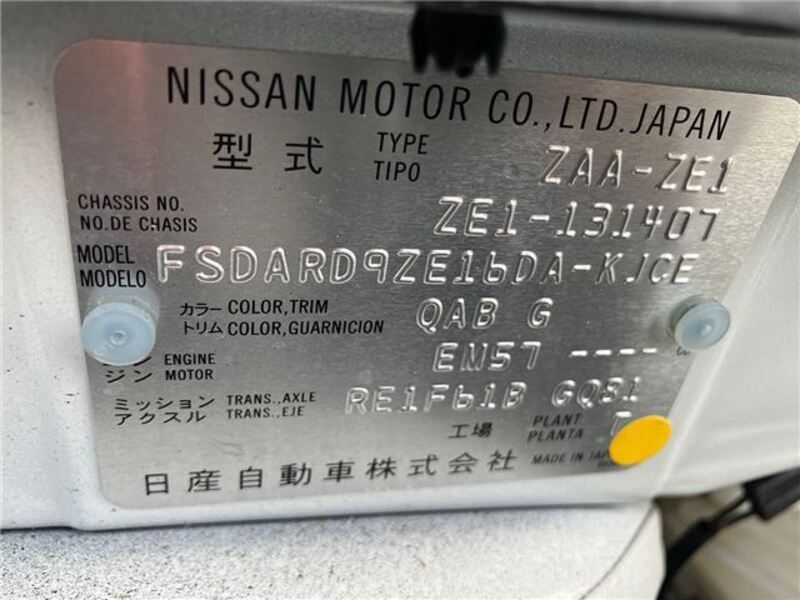 NISSAN MOTOR CO.,LTD.JAPAN
型式 TYPE TIPO ZAA-ZE1
CHASSIS NO.
NO.DE CHASIS ZE1-131407
MODEL
MODELO FSDARD9ZE16DA-KJCE
カラー COLOR,TRIM
トリム COLOR,GUARNICION QAB G
ENGINE
ジン MOTOR EM57 ----
ミッション TRANS.,AXLE
アクスル TRANS.,EJE RE1F61B GQ81
工場 PLANT PLANTA
日産自動車株式会社 MADE IN